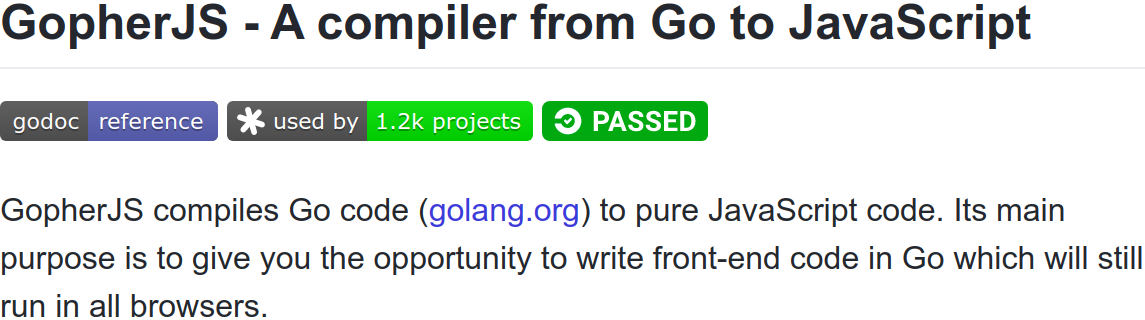 GopherJS - A compiler from Go to JavaScript
godoc reference used by 1.2k projects PASSED
GopherJS compiles Go code (golang.org) to pure JavaScript code. Its main
purpose is to give you the opportunity to write front-end code in Go which will still
run in all browsers.